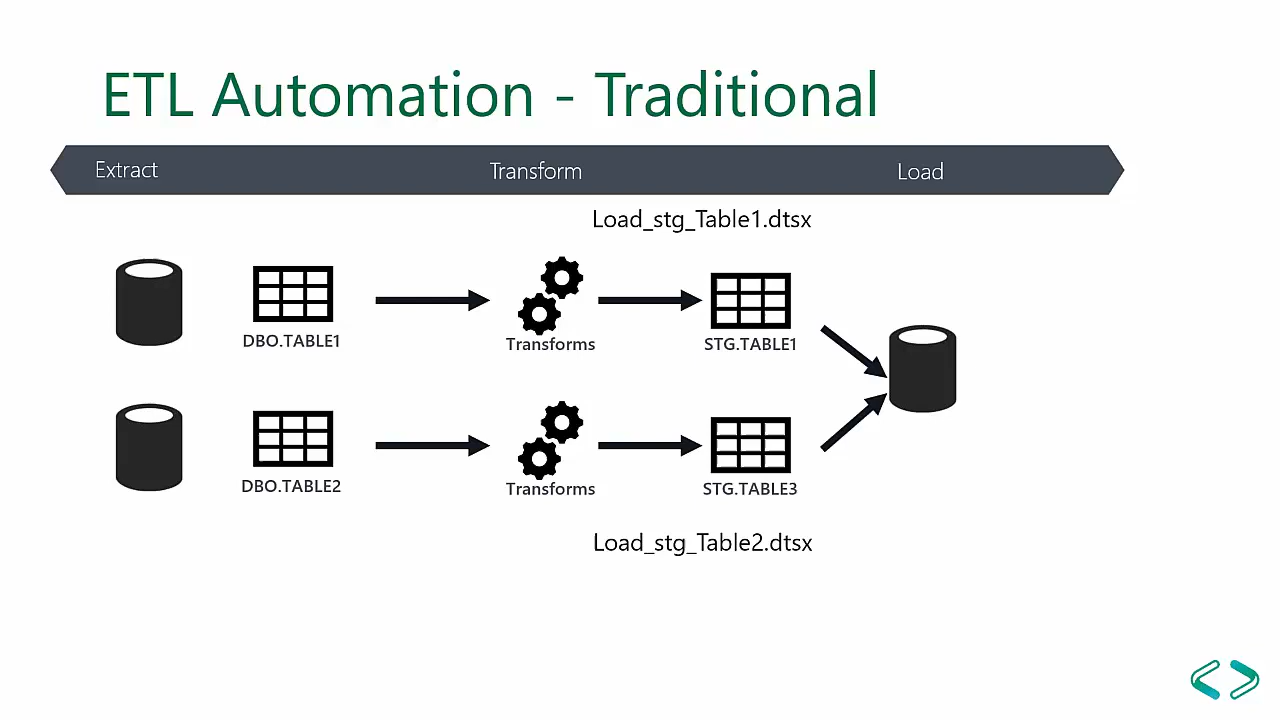 ETL Automation - Traditional
Extract
Transform
Load
Load_stg_Table1.dtsx
DBO.TABLE1
Transforms
STG.TABLE1
DBO.TABLE2
Transforms
STG.TABLE3
Load_stg_Table2.dtsx